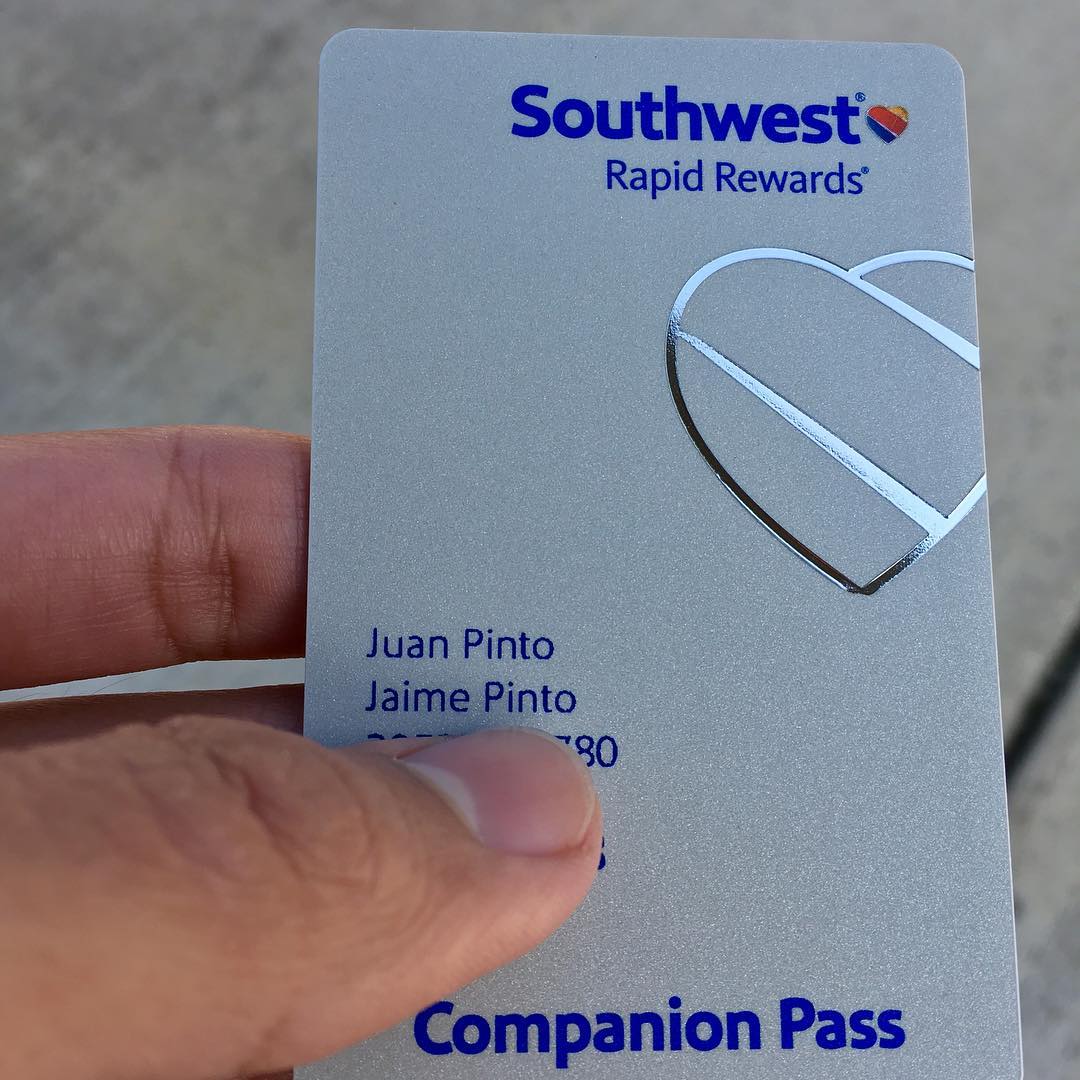 Southwest®
Rapid Rewards®
Juan Pinto
Jaime Pinto
Companion Pass